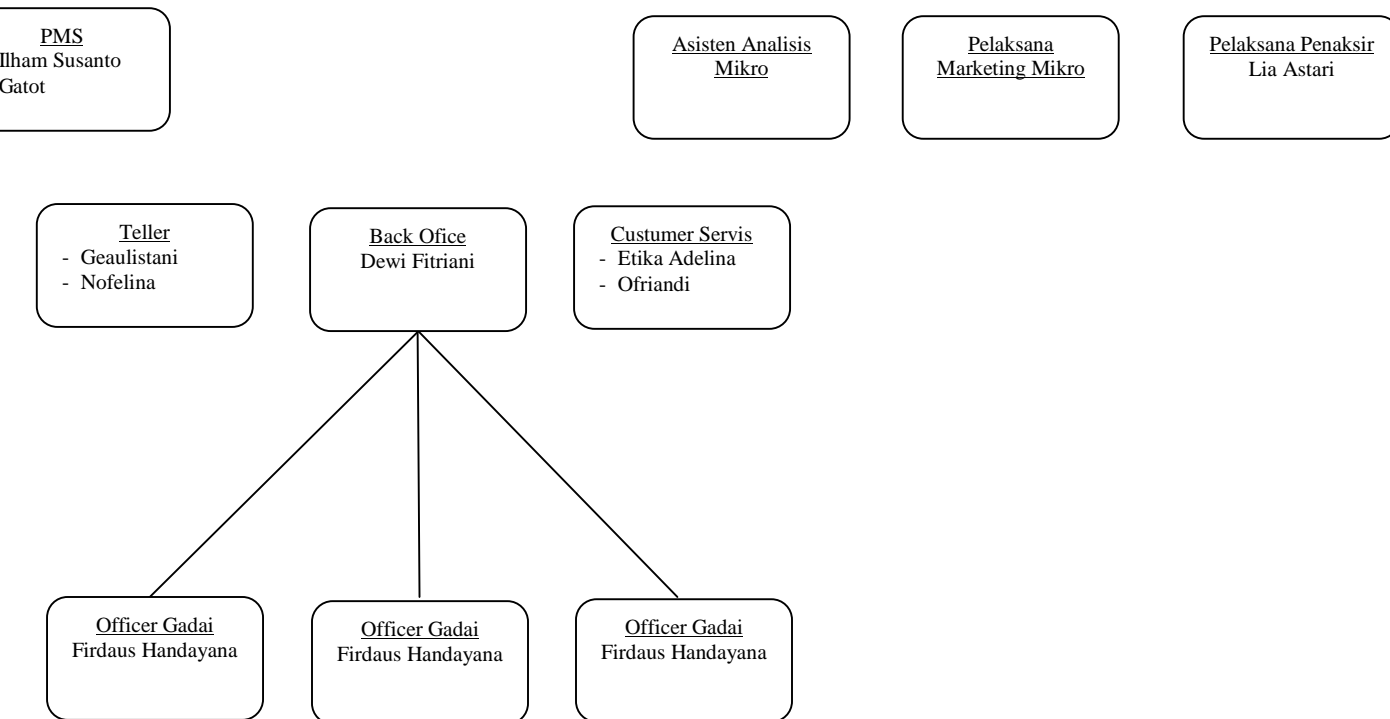 PMS
Ilham Susanto
Gatot
Asisten Analisis
Mikro
Pelaksana
Marketing Mikro
Pelaksana Penaksir
Lia Astari
Teller
- Geaulistani
- Nofelina
Back Ofice
Dewi Fitriani
Custumer Servis
- Etika Adelina
- Ofriandi
Officer Gadai
Firdaus Handayana
Officer Gadai
Firdaus Handayana
Officer Gadai
Firdaus Handayana